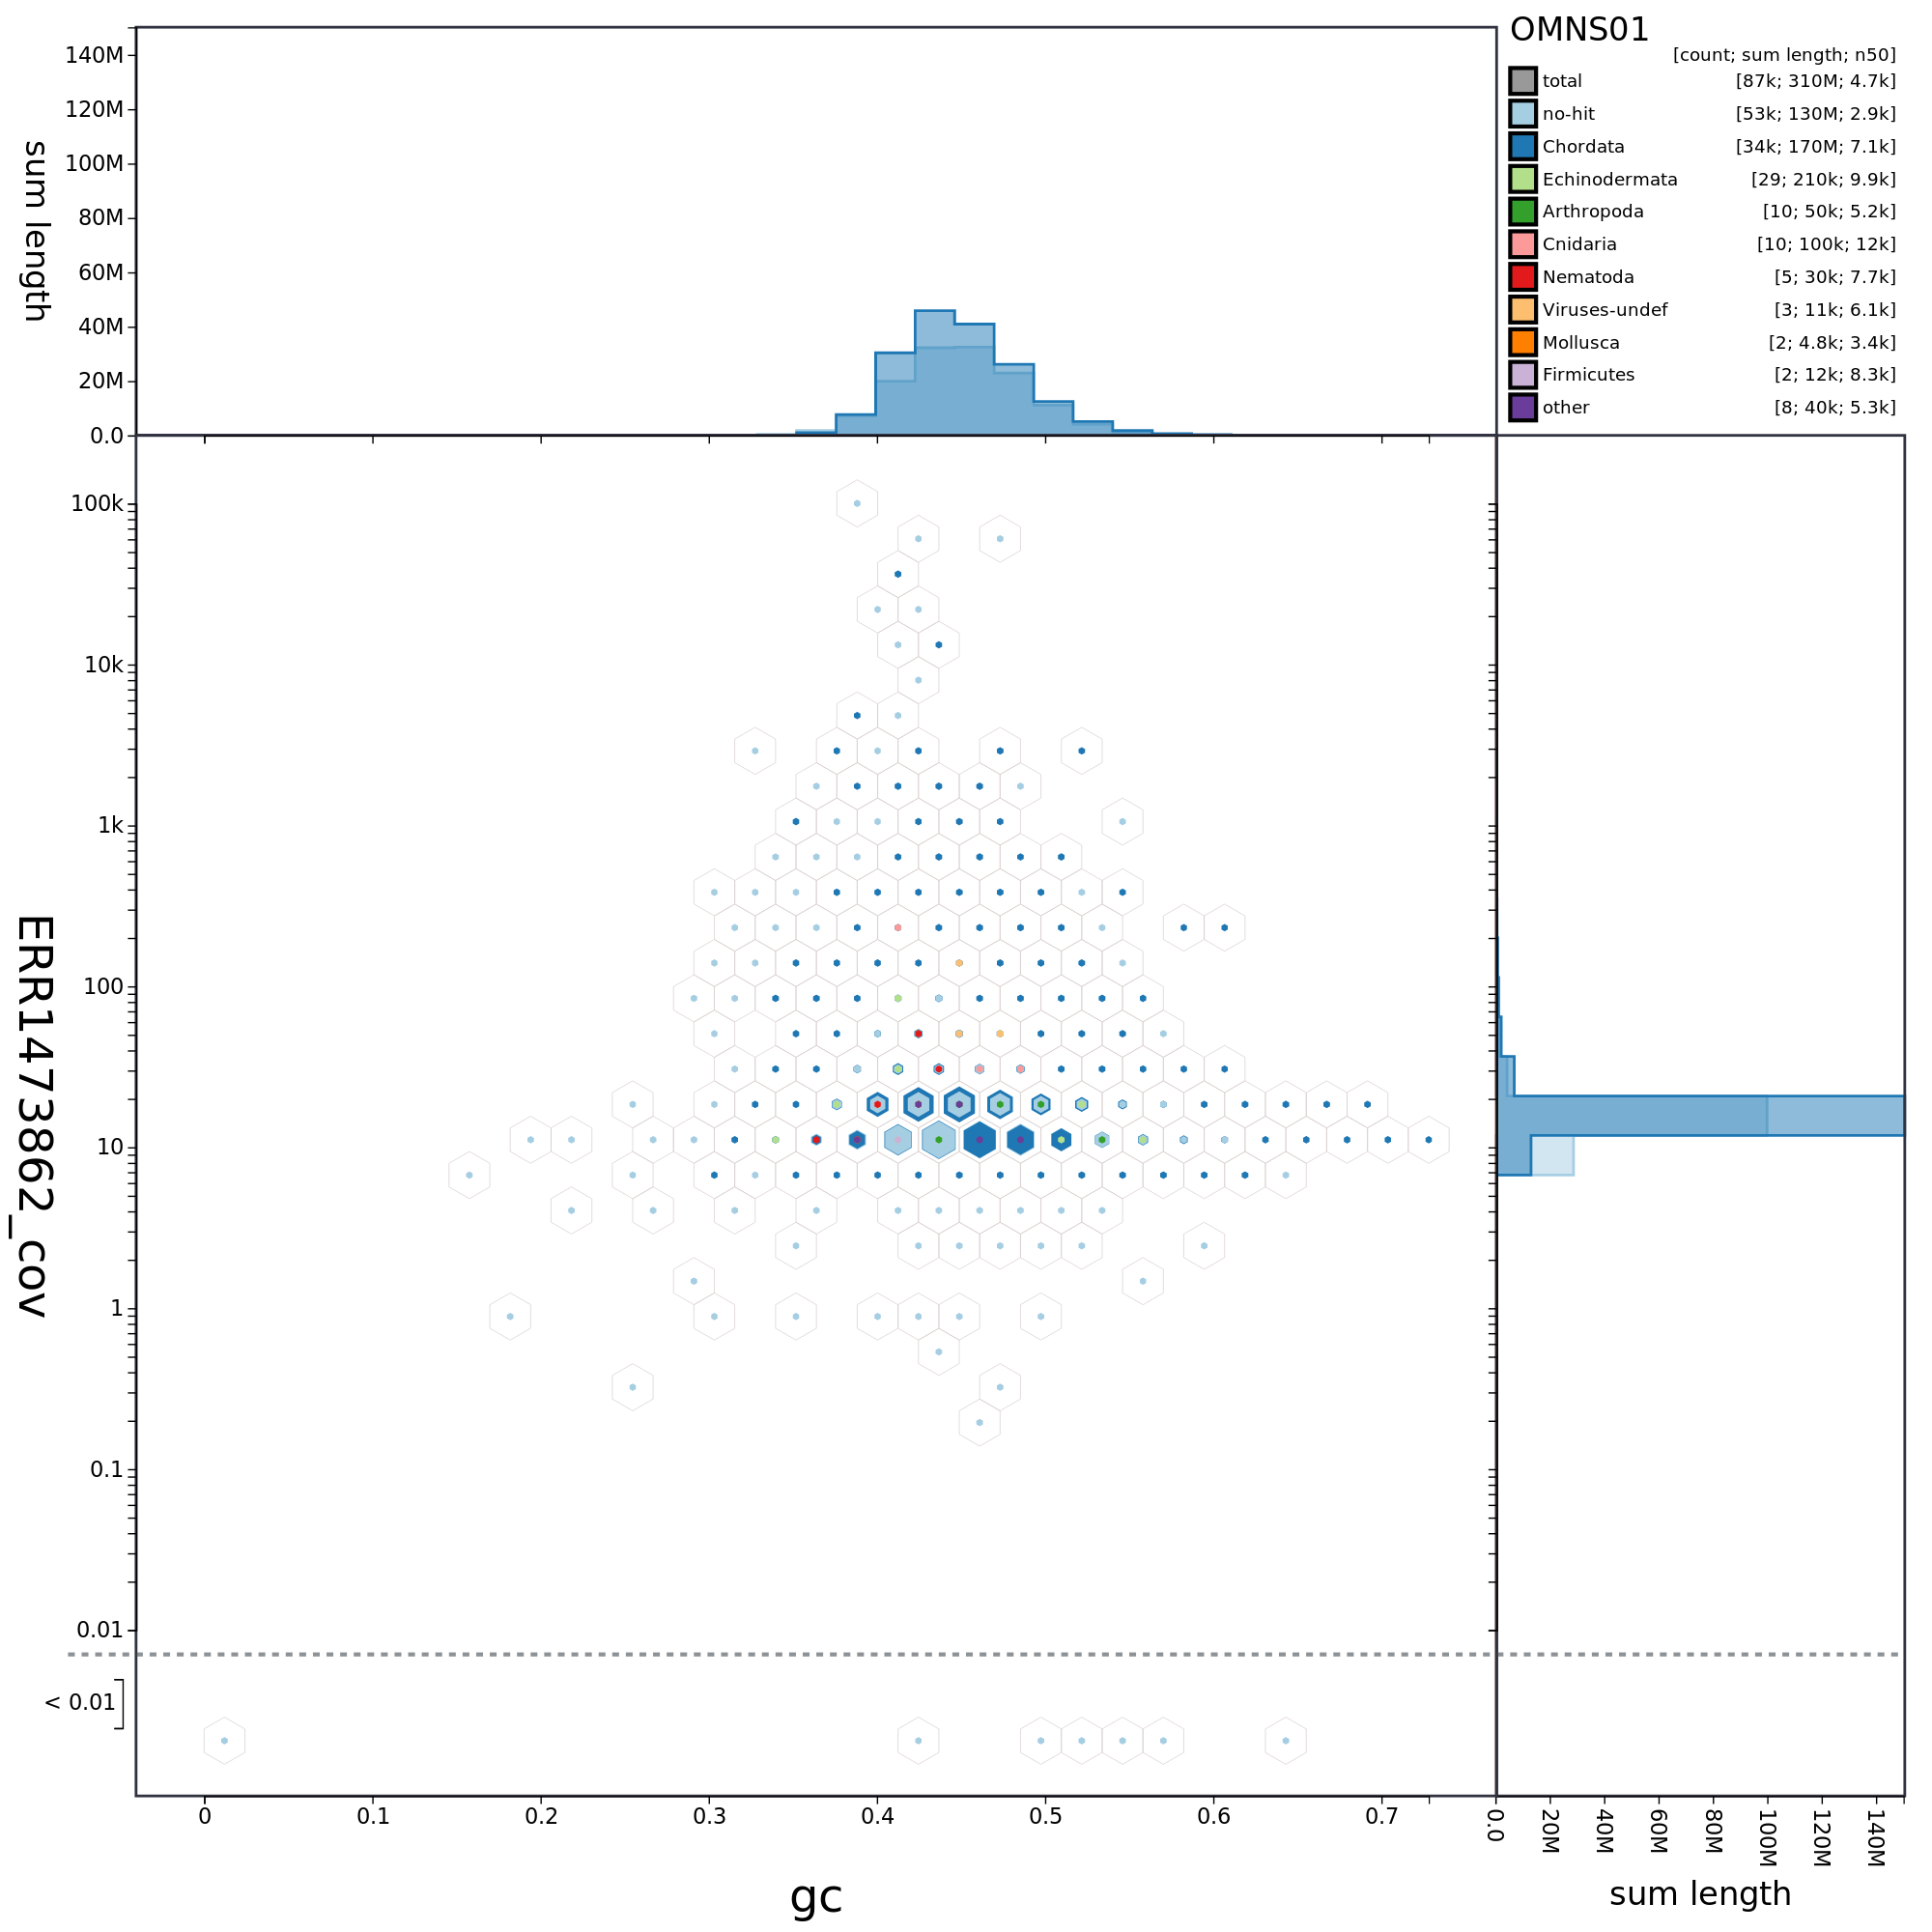 OMNS01
[count; sum length; n50]
total [87k; 310M; 4.7k]
no-hit [53k; 130M; 2.9k]
Chordata [34k; 170M; 7.1k]
Echinodermata [29; 210k; 9.9k]
Arthropoda [10; 50k; 5.2k]
Cnidaria [10; 100k; 12k]
Nematoda [5; 30k; 7.7k]
Viruses-undef [3; 11k; 6.1k]
Mollusca [2; 4.8k; 3.4k]
Firmicutes [2; 12k; 8.3k]
other [8; 40k; 5.3k]
sum length
140M
120M
100M
80M
60M
40M
20M
0.0
ERR1473862_cov
100k
10k
1k
100
10
1
0.1
0.01
< 0.01
0 0.1 0.2 0.3 0.4 0.5 0.6 0.7
gc
0.0 20M 40M 60M 80M 100M 120M 140M
sum length